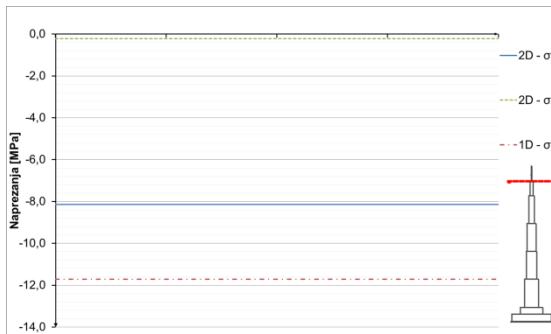 0,0
-2,0
-4,0
-6,0
-8,0
-10,0
-12,0
-14,0
Naprezanja [MPa]
2D - σ
2D - σ
1D - σ